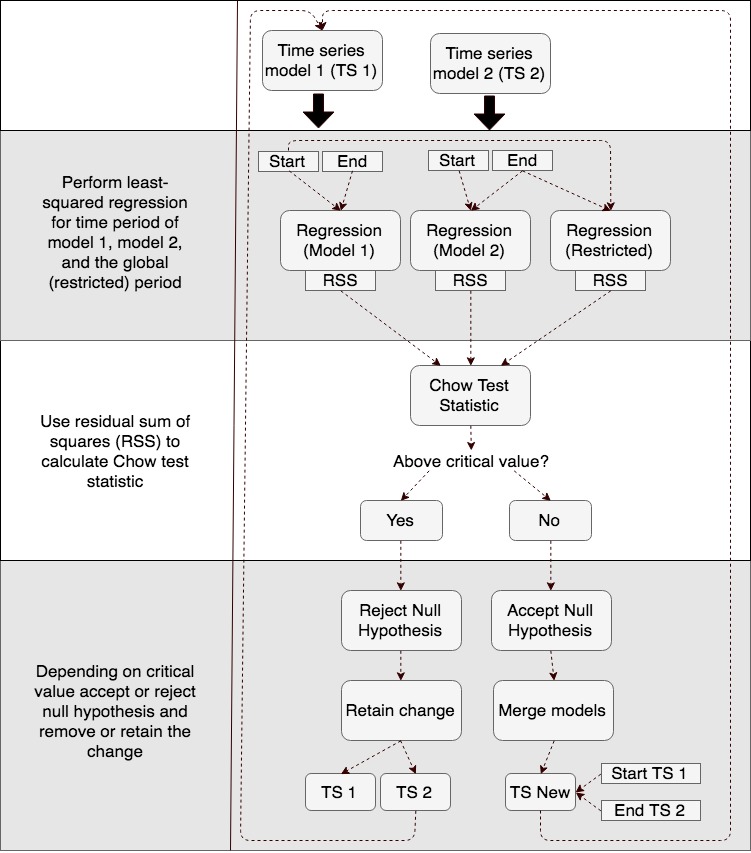 Time series
model 1 (TS 1)
Time series
model 2 (TS 2)
Perform least-
squared regression
for time period of
model 1, model 2,
and the global
(restricted) period
Start
End
Start
End
Regression
(Model 1)
RSS
Regression
(Model 2)
RSS
Regression
(Restricted)
RSS
Use residual sum of
squares (RSS) to
calculate Chow test
statistic
Chow Test
Statistic
Above critical value?
Yes
No
Depending on critical
value accept or reject
null hypothesis and
remove or retain the
change
Reject Null
Hypothesis
Accept Null
Hypothesis
Retain change
Merge models
TS 1
TS 2
TS New
Start TS 1
End TS 2